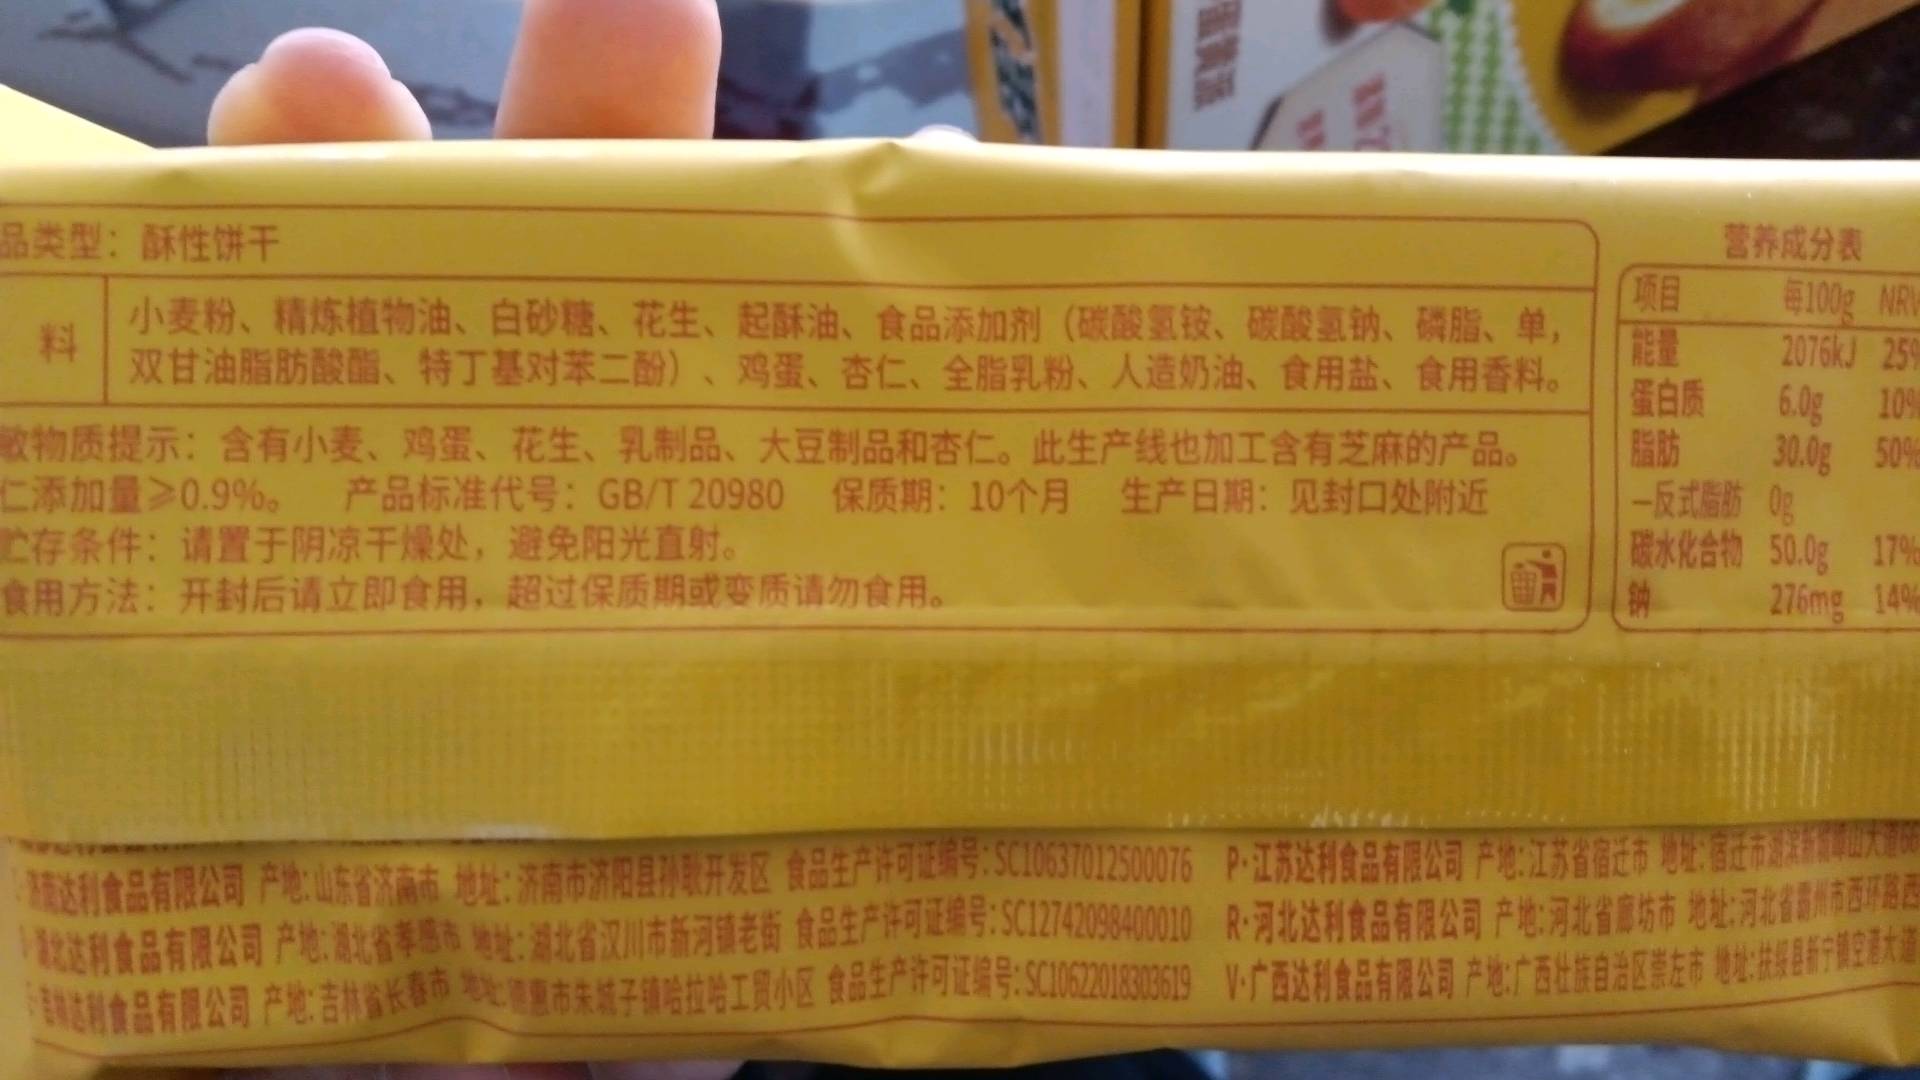 品类型：酥性饼干
料
小麦粉、精炼植物油、白砂糖、花生、起酥油、食品添加剂（碳酸氢铵、碳酸氢钠、磷脂、单，
双甘油脂肪酸酯、特丁基对苯二酚）、鸡蛋、杏仁、全脂乳粉、人造奶油、食用盐、食用香料。
敏物质提示：含有小麦、鸡蛋、花生、乳制品、大豆制品和杏仁。此生产线也加工含有芝麻的产品。
仁添加量≥0.9%。 产品标准代号：GB/T 20980 保质期：10个月 生产日期：见封口处附近
贮存条件：请置于阴凉干燥处，避免阳光直射。
食用方法：开封后请立即食用，超过保质期或变质请勿食用。
营养成分表
项目 每100g NRV
能量 2076kJ 25%
蛋白质 6.0g 10%
脂肪 30.0g 50%
—反式脂肪 0g
碳水化合物 50.0g 17%
钠 276mg 14%
济南达利食品有限公司 产地：山东省济南市 地址：济南市济阳县孙耿开发区 食品生产许可证编号：SC10637012500076
湖北达利食品有限公司 产地：湖北省孝感市 地址：湖北省汉川市新河镇老街 食品生产许可证编号：SC12742098400010
吉林达利食品有限公司 产地：吉林省长春市 地址：德惠市朱城子镇哈拉哈工贸小区 食品生产许可证编号：SC10622018303619
P·江苏达利食品有限公司 产地：江苏省宿迁市 地址：宿迁市湖滨新
R·河北达利食品有限公司 产地：河北省廊坊市 地址：河北省霸州市西环路西
V·广西达利食品有限公司 产地：广西壮族自治区崇左市 地址：扶绥县新宁镇空港大道